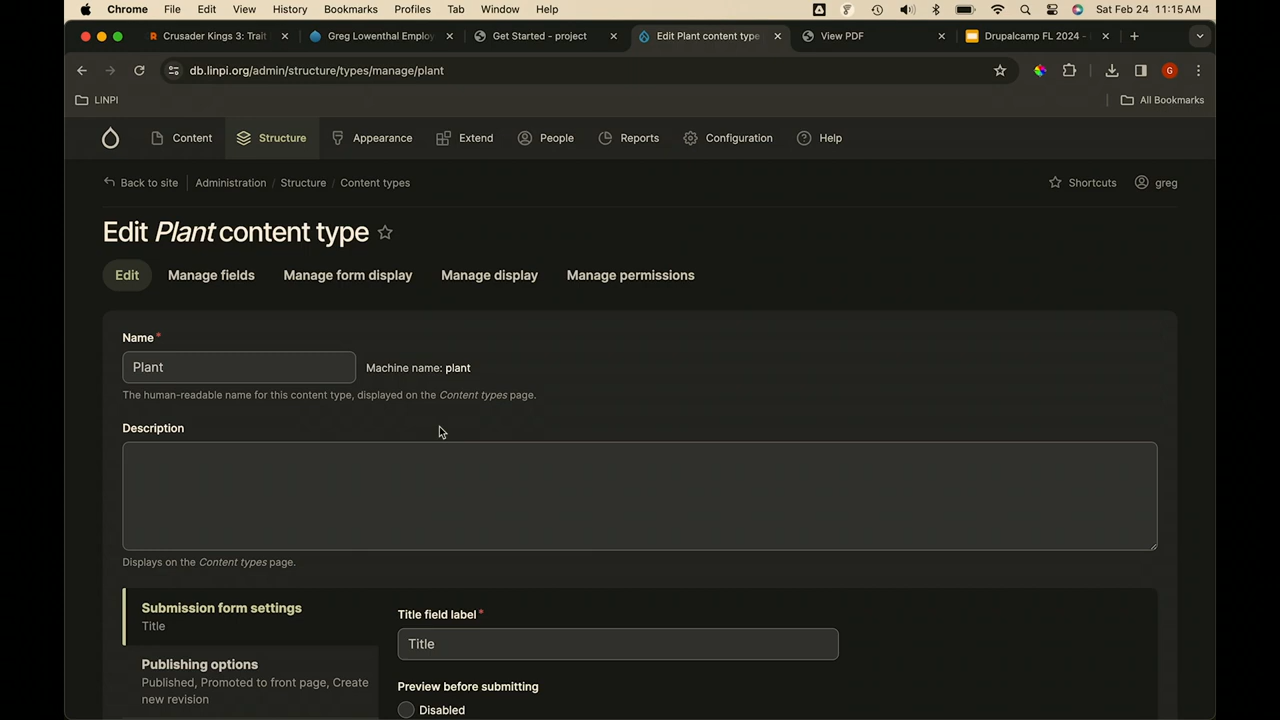 Chrome File Edit View History Bookmarks Profiles Tab Window Help Sat Feb 24 11:15 AM
Crusader Kings 3: Trait Greg Lowenthal Employ Get Started - project Edit Plant content type View PDF Drupalcamp FL 2024 -
db.linpi.org/admin/structure/types/manage/plant G
LINPI All Bookmarks
Content Structure Appearance Extend People Reports Configuration Help
Back to site Administration / Structure / Content types Shortcuts greg
Edit Plant content type
Edit Manage fields Manage form display Manage display Manage permissions
Name*
Plant Machine name: plant
The human-readable name for this content type, displayed on the Content types page.
Description
Displays on the Content types page.
Submission form settings
Title
Title field label*
Title
Publishing options
Published, Promoted to front page, Create
new revision
Preview before submitting
Disabled